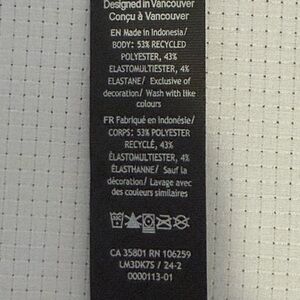 Designed in Vancouver
Conçu à Vancouver
EN Made in Indonesia/
BODY: 53% RECYCLED
POLYESTER, 43%
ELASTOMULTIESTER, 4%
ELASTANE/ Exclusive of
decoration/ Wash with like
colours
FR Fabriqué en Indonésie/
CORPS: 53% POLYESTER
RECYCLÉ, 43%
ÉLASTOMULTIESTER, 4%
ÉLASTHANNE/ Sauf la
décoration/ Lavage avec
des couleurs similaires
CA 35801 RN 106259
LM3DK7S / 24-2
0000113-01